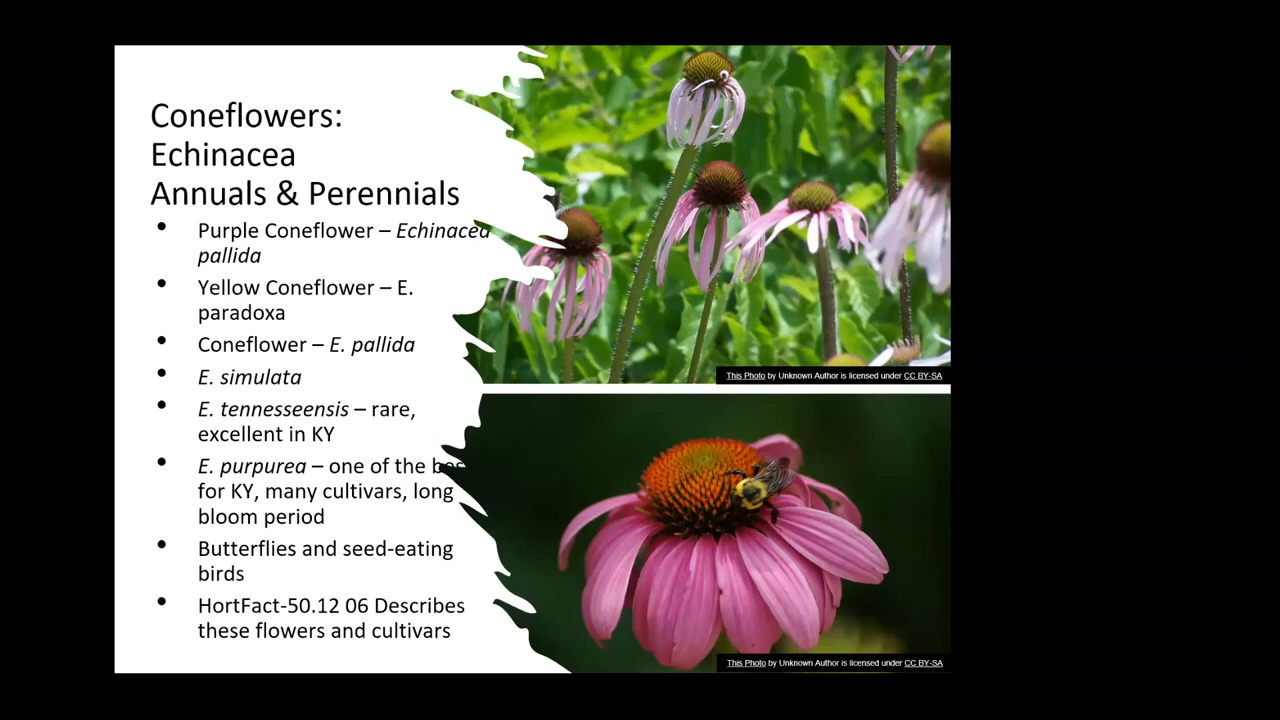 Coneflowers:
Echinacea
Annuals & Perennials
• Purple Coneflower – Echinacea
pallida
• Yellow Coneflower – E.
paradoxa
• Coneflower – E. pallida
• E. simulata
• E. tennesseensis – rare,
excellent in KY
• E. purpurea – one of the best
for KY, many cultivars, long
bloom period
• Butterflies and seed-eating
birds
• HortFact-50.12 06 Describes
these flowers and cultivars
This Photo by Unknown Author is licensed under CC BY-SA
This Photo by Unknown Author is licensed under CC BY-SA